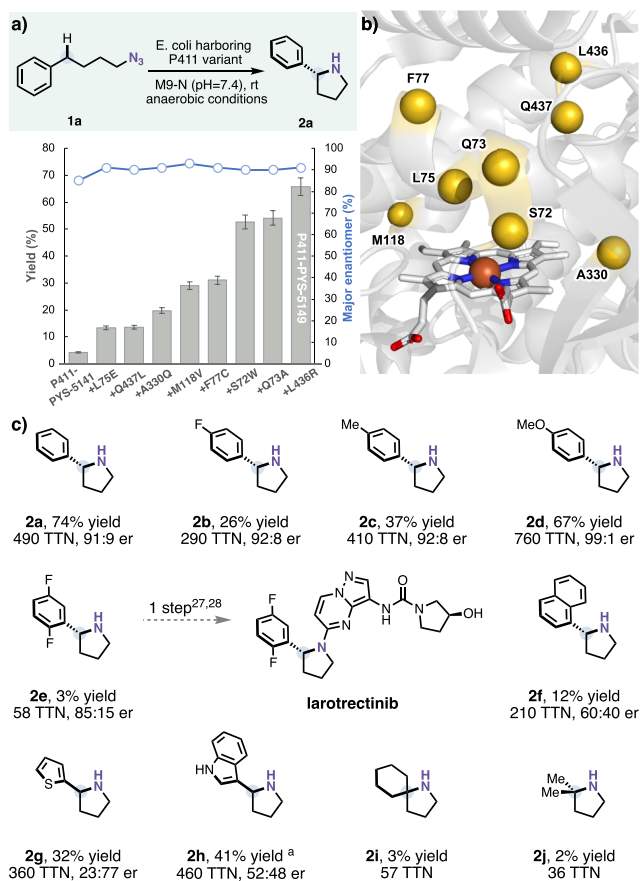 a)
H
N3
1a
E. coli harboring
P411 variant
M9-N (pH=7.4), rt
anaerobic conditions
H
N
2a
Yield (%)
80
70
60
50
40
30
20
10
0
100
90
80
70
60
50
40
30
20
10
0
Major enantiomer (%)
P411-PYS-5149
P411-
PYS-5141
+L75E
+Q437L
+A330Q
+M118V
+F77C
+S72W
+Q73A
+L436R
b)
L436
F77
Q437
Q73
L75
S72
M118
A330
c)
H
N
2a, 74% yield
490 TTN, 91:9 er
F
H
N
2b, 26% yield
290 TTN, 92:8 er
Me
H
N
2c, 37% yield
410 TTN, 92:8 er
MeO
H
N
2d, 67% yield
760 TTN, 99:1 er
F
F
H
N
2e, 3% yield
58 TTN, 85:15 er
1 step27,28
F
F
N
N
N
N
N
H
O
N
OH
larotrectinib
H
N
2f, 12% yield
210 TTN, 60:40 er
S
H
N
2g, 32% yield
360 TTN, 23:77 er
HN
H
N
2h, 41% yield a
460 TTN, 52:48 er
H
N
2i, 3% yield
57 TTN
Me
Me
H
N
2j, 2% yield
36 TTN